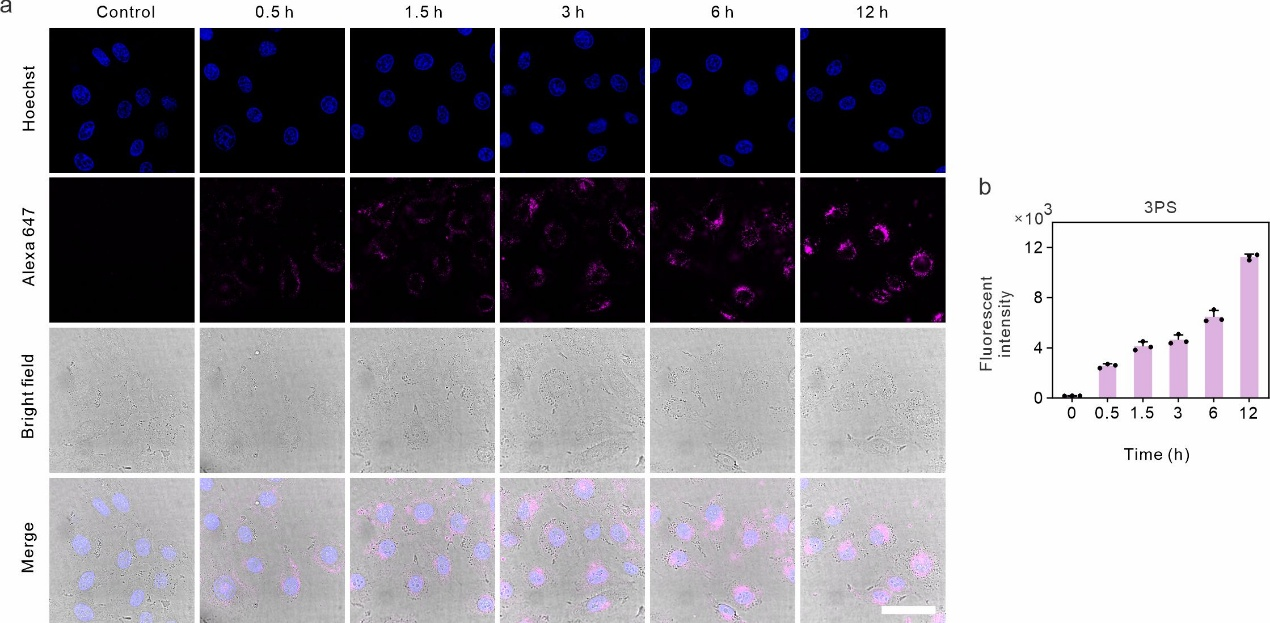 a
Control 0.5 h 1.5 h 3 h 6 h 12 h
Hoechst
Alexa 647
Bright field
Merge
b
3PS
×10³
12
8
4
0
Fluorescent
intensity
0 0.5 1.5 3 6 12
Time (h)